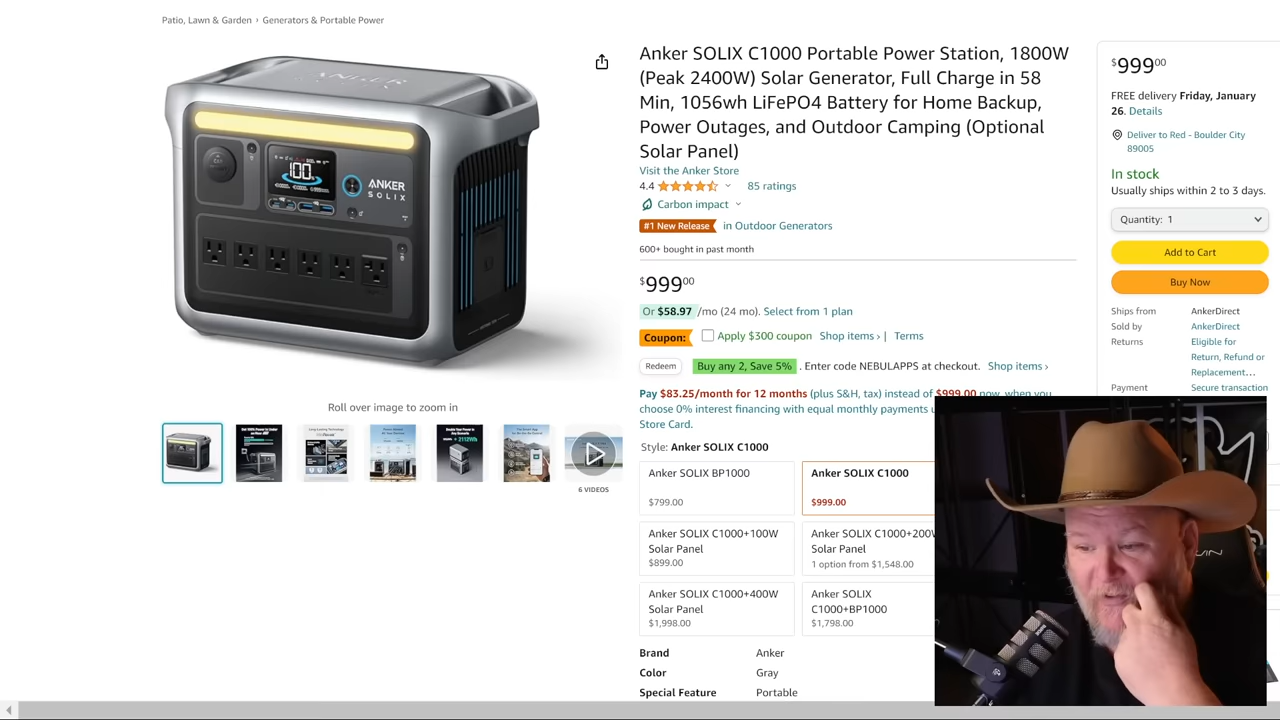 Patio, Lawn & Garden › Generators & Portable Power
ANKER
100
ANKER
SOLIX
Roll over image to zoom in
6 VIDEOS
Anker SOLIX C1000 Portable Power Station, 1800W
(Peak 2400W) Solar Generator, Full Charge in 58
Min, 1056wh LiFePO4 Battery for Home Backup,
Power Outages, and Outdoor Camping (Optional
Solar Panel)
Visit the Anker Store
4.4 85 ratings
Carbon impact
#1 New Release in Outdoor Generators
600+ bought in past month
$99900
Or $58.97 /mo (24 mo). Select from 1 plan
Coupon: Apply $300 coupon Shop items › | Terms
Redeem Buy any 2, Save 5% . Enter code NEBULAPPS at checkout. Shop items ›
Pay $83.25/month for 12 months (plus S&H, tax) instead of $999.00 now, when you
choose 0% interest financing with equal monthly payments
Store Card.
Style: Anker SOLIX C1000
Anker SOLIX BP1000
$799.00
Anker SOLIX C1000
$999.00
Anker SOLIX C1000+100W
Solar Panel
$899.00
Anker SOLIX C1000+200W
Solar Panel
1 option from $1,548.00
Anker SOLIX C1000+400W
Solar Panel
$1,998.00
Anker SOLIX
C1000+BP1000
$1,798.00
Brand Anker
Color Gray
Special Feature Portable
$99900
FREE delivery Friday, January
26. Details
Deliver to Red - Boulder City
89005
In stock
Usually ships within 2 to 3 days.
Quantity: 1
Add to Cart
Buy Now
Ships from AnkerDirect
Sold by AnkerDirect
Returns Eligible for
Return, Refund or
Replacement…
Payment Secure transaction